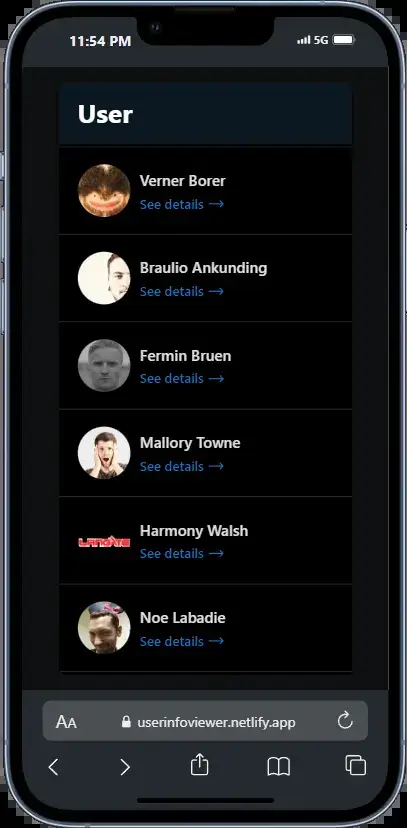 11:54 PM 5G
User
Verner Borer
See details →
Braulio Ankunding
See details →
Fermin Bruen
See details →
Mallory Towne
See details →
LANGATE
Harmony Walsh
See details →
Noe Labadie
See details →
AA userinfoviewer.netlify.app